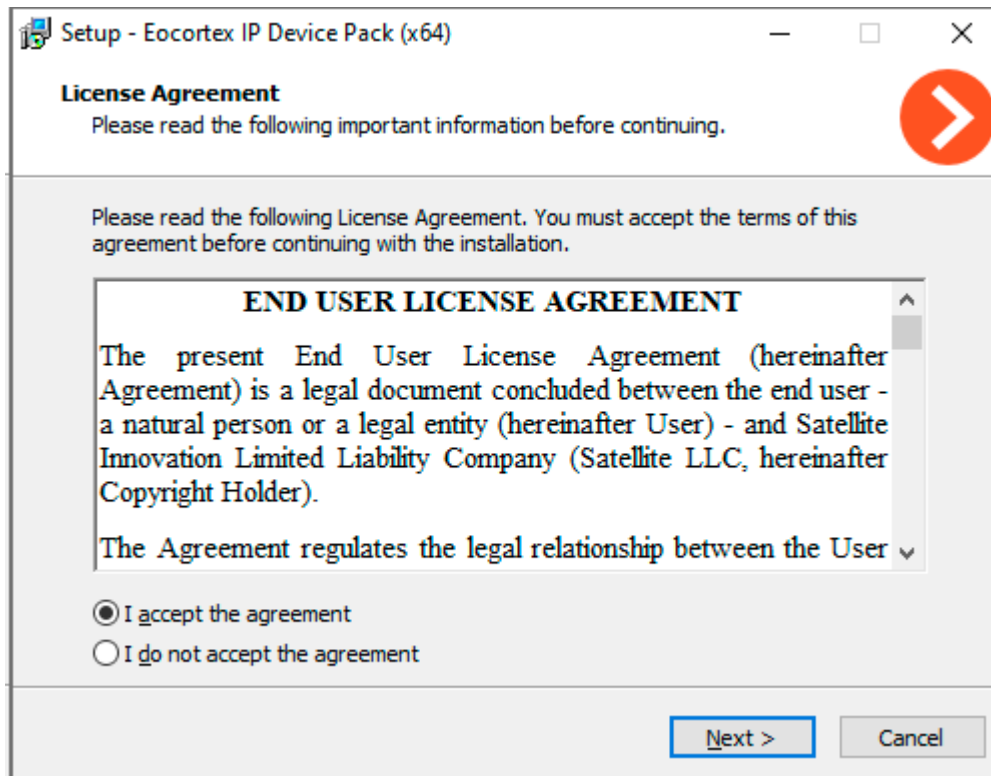 Setup - Eocortex IP Device Pack (x64)
License Agreement
Please read the following important information before continuing.
Please read the following License Agreement. You must accept the terms of this
agreement before continuing with the installation.
END USER LICENSE AGREEMENT
The present End User License Agreement (hereinafter
Agreement) is a legal document concluded between the end user -
a natural person or a legal entity (hereinafter User) - and Satellite
Innovation Limited Liability Company (Satellite LLC, hereinafter
Copyright Holder).
The Agreement regulates the legal relationship between the User
I accept the agreement
I do not accept the agreement
Next >
Cancel